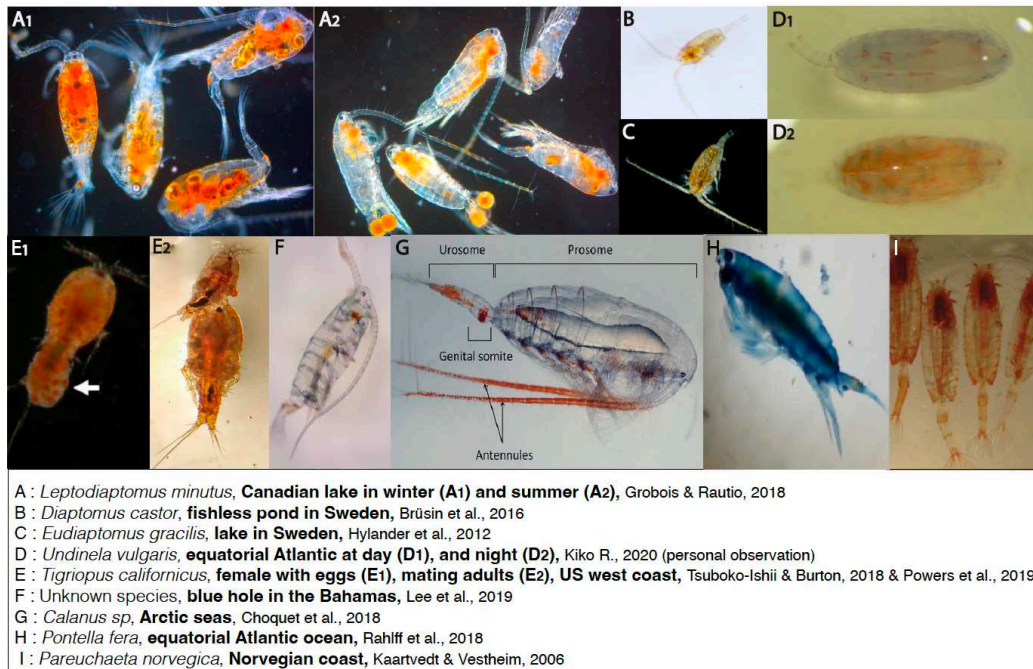 A1
A2
B
D1
C
D2
E1
E2
F
G
Urosome
Prosome
H
I
Genital somite
Antennules
A : Leptodiaptomus minutus, Canadian lake in winter (A1) and summer (A2), Grobois & Rautio, 2018
B : Diaptomus castor, fishless pond in Sweden, Brüsin et al., 2016
C : Eudiaptomus gracilis, lake in Sweden, Hylander et al., 2012
D : Undinela vulgaris, equatorial Atlantic at day (D1), and night (D2), Kiko R., 2020 (personal observation)
E : Tigriopus californicus, female with eggs (E1), mating adults (E2), US west coast, Tsuboko-Ishii & Burton, 2018 & Powers et al., 2019
F : Unknown species, blue hole in the Bahamas, Lee et al., 2019
G : Calanus sp, Arctic seas, Choquet et al., 2018
H : Pontella fera, equatorial Atlantic ocean, Rahlff et al., 2018
I : Pareuchaeta norvegica, Norwegian coast, Kaartvedt & Vestheim, 2006